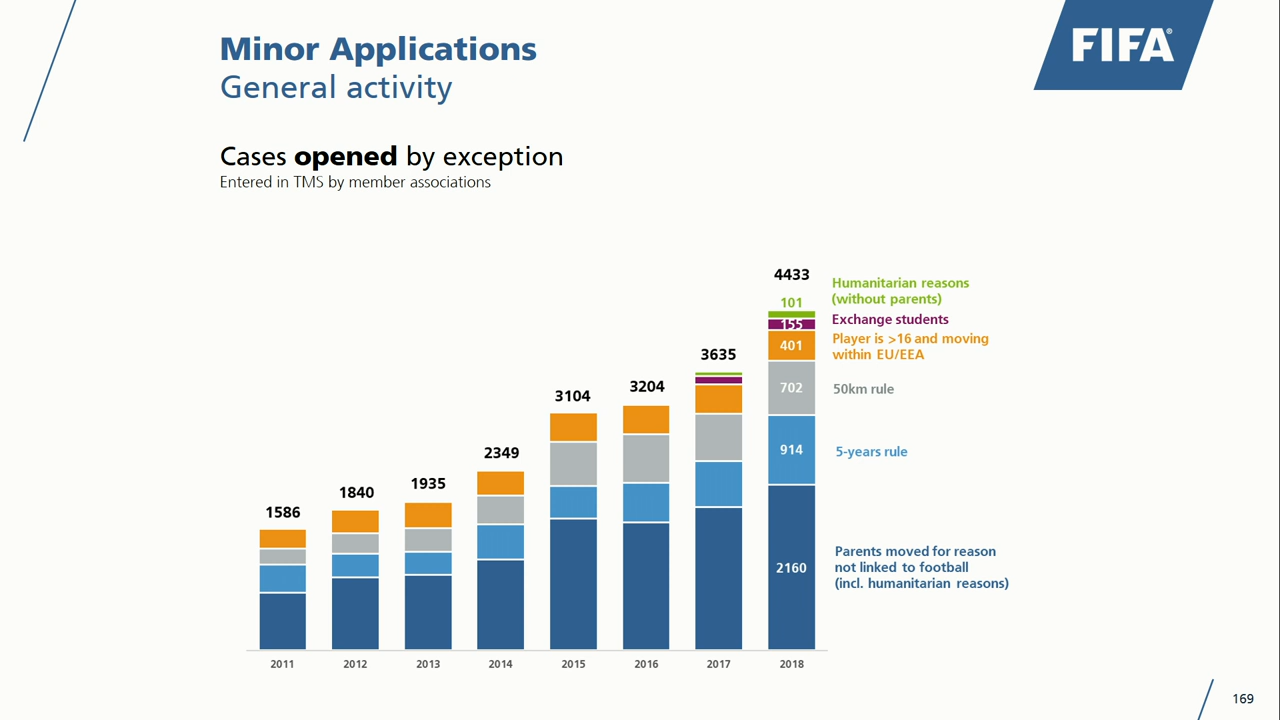 Minor Applications
General activity
FIFA®
Cases opened by exception
Entered in TMS by member associations
1586
1840
1935
2349
3104
3204
3635
4433
101
155
401
702
914
2160
Humanitarian reasons
(without parents)
Exchange students
Player is >16 and moving
within EU/EEA
50km rule
5-years rule
Parents moved for reason
not linked to football
(incl. humanitarian reasons)
2011
2012
2013
2014
2015
2016
2017
2018
169